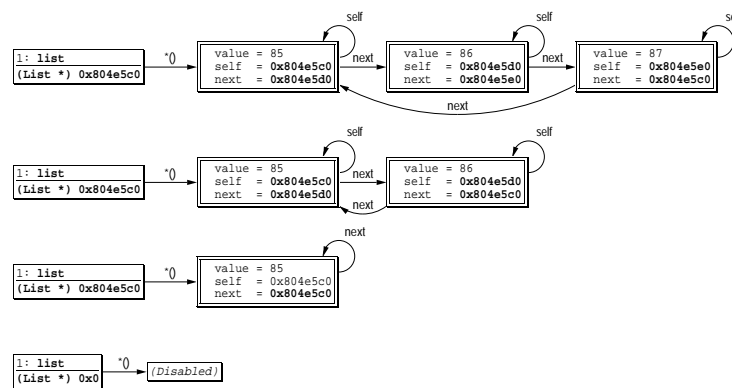 self self se
1: list *() value = 85 next value = 86 next value = 87
(List *) 0x804e5c0 self = 0x804e5c0 self = 0x804e5d0 self = 0x804e5e0
next = 0x804e5d0 next = 0x804e5e0 next = 0x804e5c0
next
self self
1: list *() value = 85 next value = 86
(List *) 0x804e5c0 self = 0x804e5c0 self = 0x804e5d0
next = 0x804e5d0 next next = 0x804e5c0
next
1: list *() value = 85
(List *) 0x804e5c0 self = 0x804e5c0
next = 0x804e5c0
1: list *() (Disabled)
(List *) 0x0